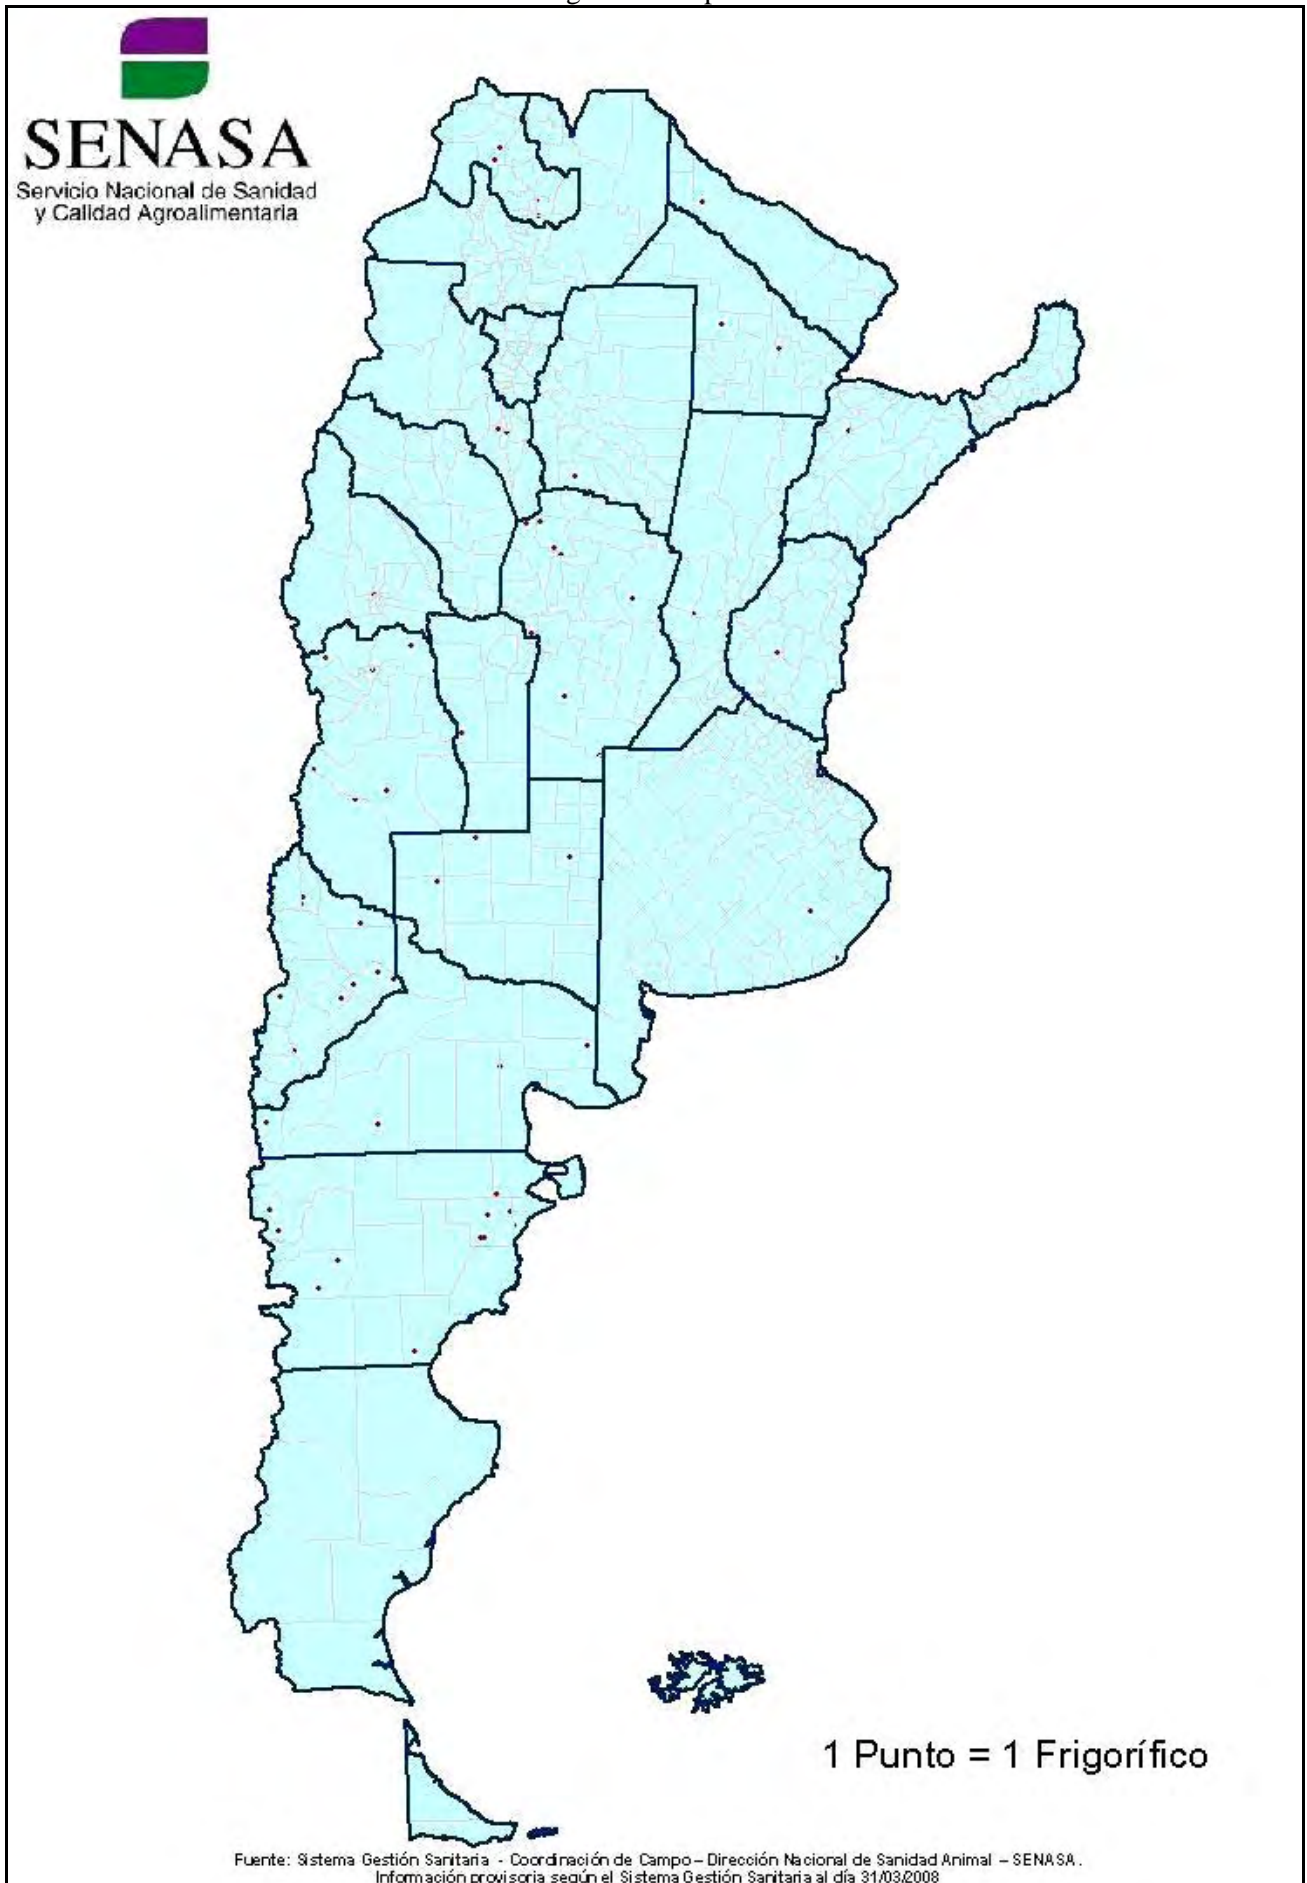 SENASA
Servicio Nacional de Sanidad
y Calidad Agroalimentaria
1 Punto = 1 Frigorífico
Fuente: Sistema Gestión Sanitaria - Coordinación de Campo – Dirección Nacional de Sanidad Animal – SENASA.
Información provisoria según el Sistema Gestión Sanitaria al día 31/03/2008